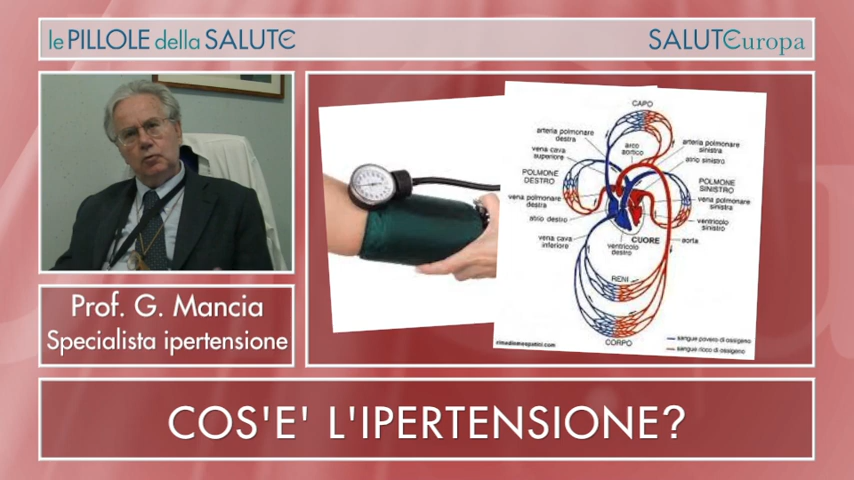 le PILLOLE della SALUTE
SALUTEuropa
Prof. G. Mancia
Specialista ipertensione
CAPO
arteria polmonare
destra
arco
aortico
arteria polmonare
sinistra
vena cava
superiore
atrio sinistro
POLMONE
DESTRO
POLMONE
SINISTRO
vena polmonare
destra
vena polmonare
sinistra
atrio destro
ventricolo
sinistro
CUORE
aorta
vena cava
inferiore
ventricolo
destro
RENI
CORPO
sangue povero di ossigeno
sangue ricco di ossigeno
rimediomespatici.com
COS'E' L'IPERTENSIONE?